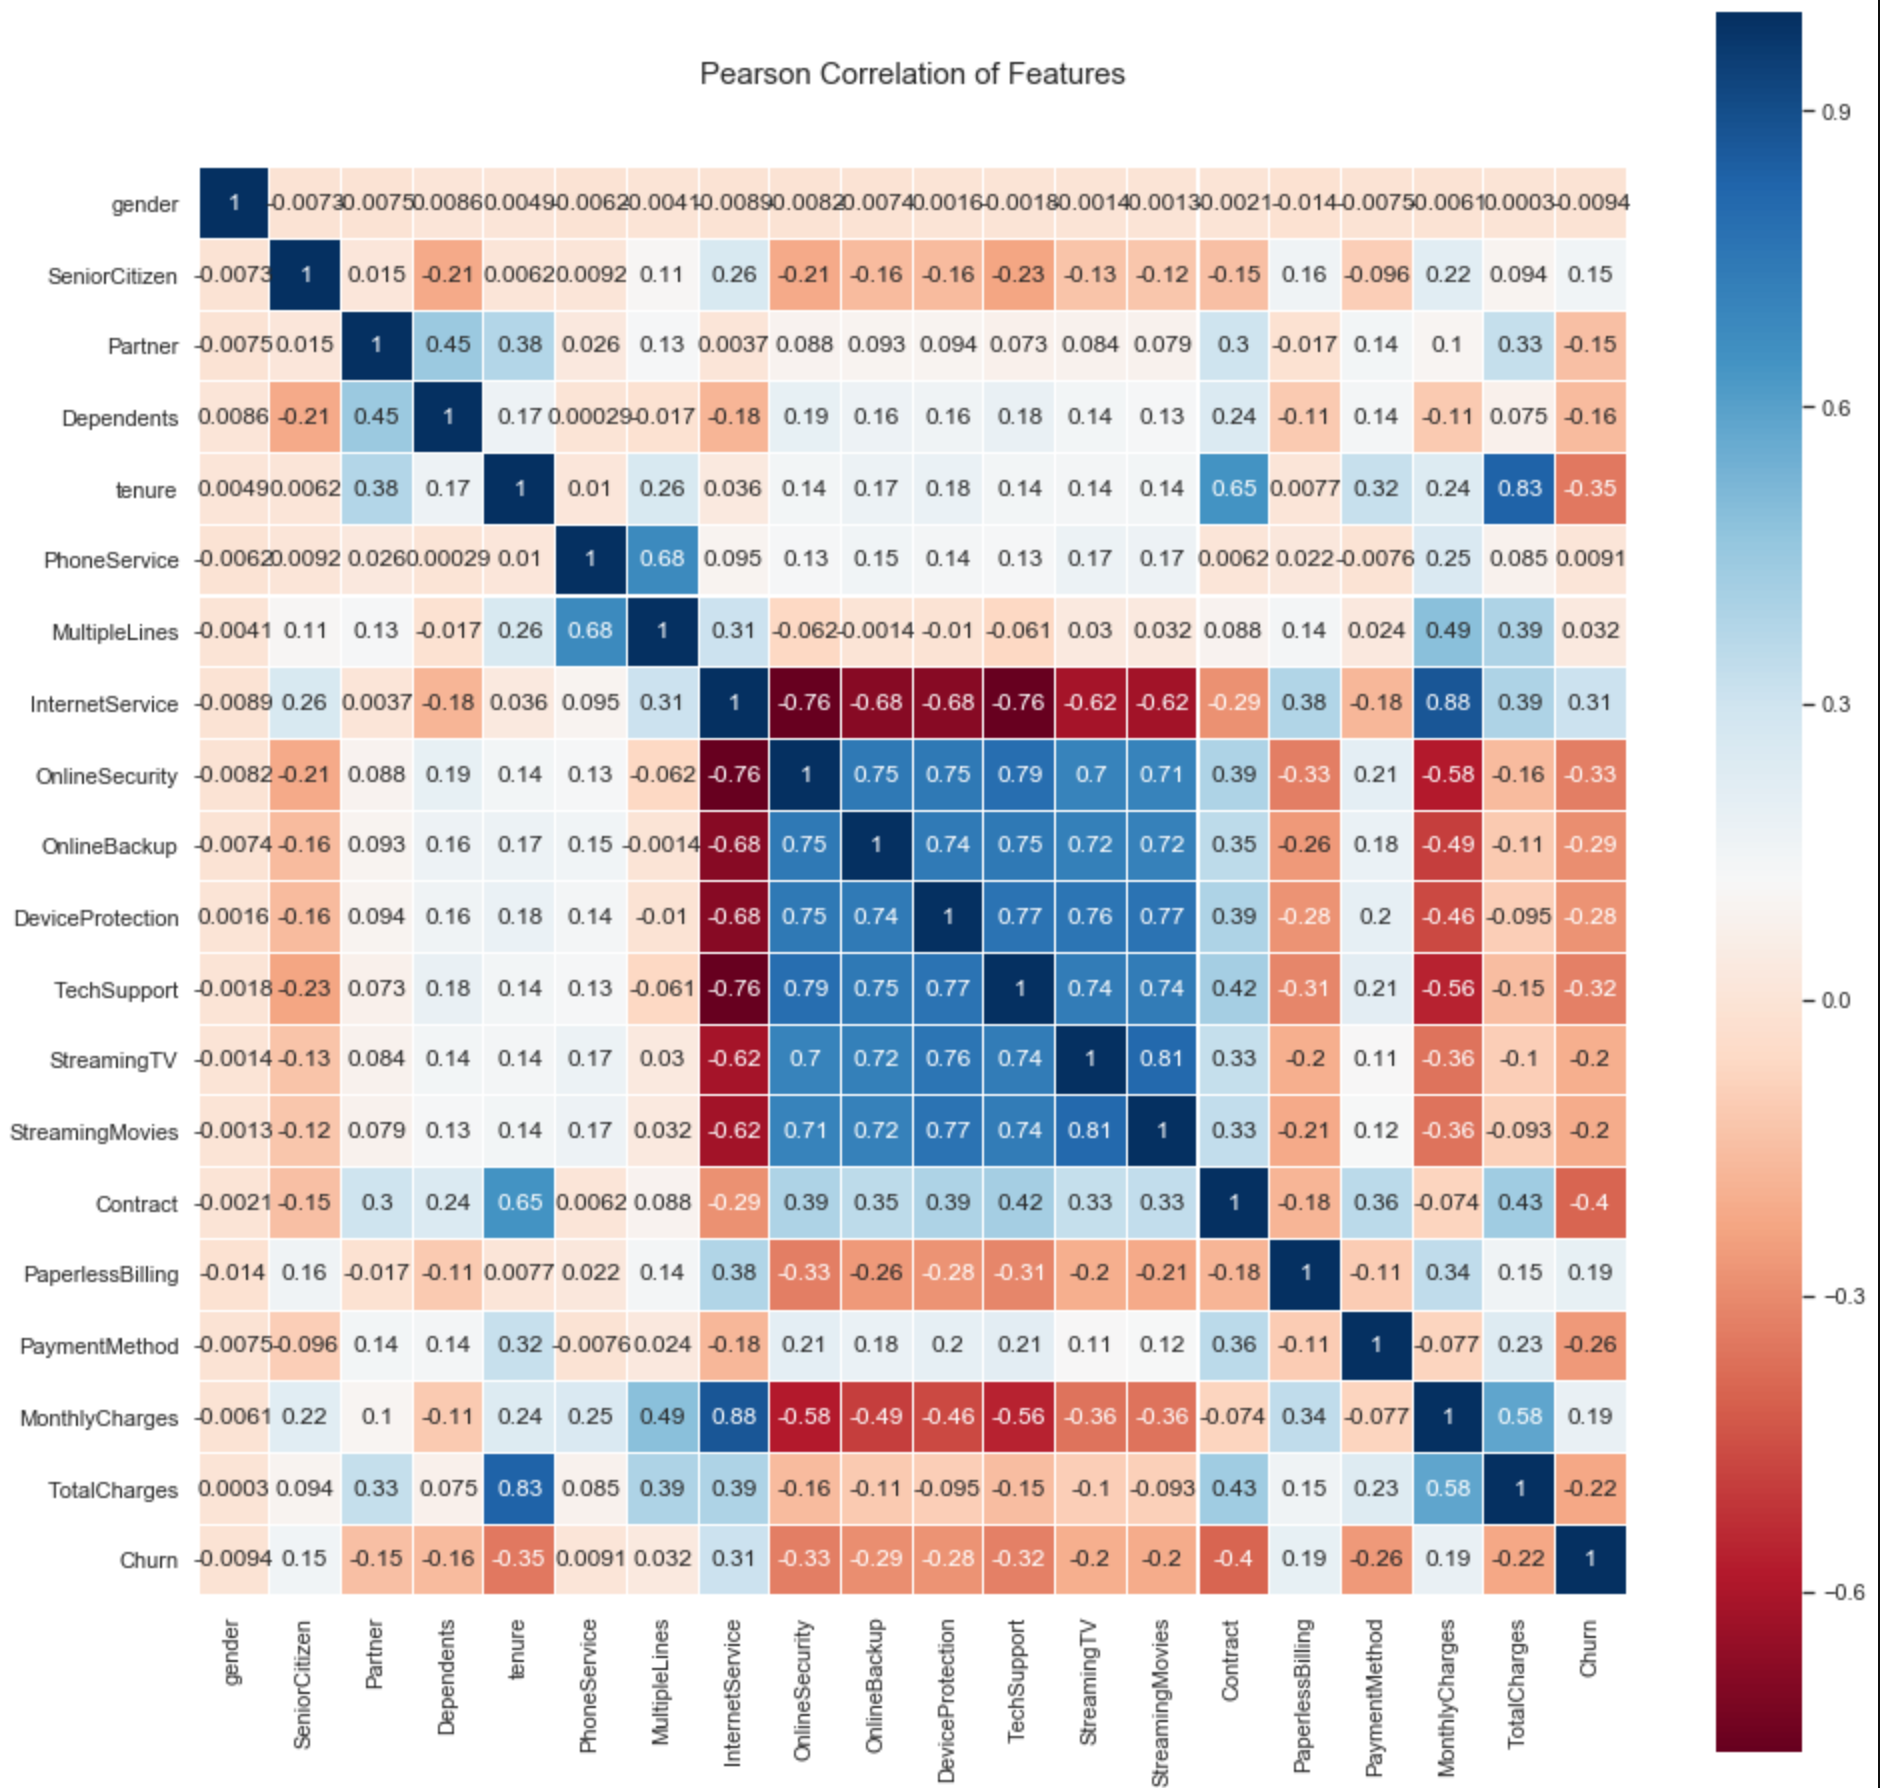 Pearson Correlation of Features
gender 1 -0.0073 -0.0075 0.0086 0.0049 -0.0062 -0.0041 -0.0089 -0.0082 -0.0074 0.0016 -0.0018 -0.0014 -0.0013 -0.0021 -0.014 -0.0075 -0.0061 0.0003 -0.0094
SeniorCitizen -0.0073 1 0.015 -0.21 0.0062 0.0092 0.11 0.26 -0.21 -0.16 -0.16 -0.23 -0.13 -0.12 -0.15 0.16 -0.096 0.22 0.094 0.15
Partner -0.0075 0.015 1 0.45 0.38 0.026 0.13 0.0037 0.088 0.093 0.094 0.073 0.084 0.079 0.3 -0.017 0.14 0.1 0.33 -0.15
Dependents 0.0086 -0.21 0.45 1 0.17 0.00029 -0.017 -0.18 0.19 0.16 0.16 0.18 0.14 0.13 0.24 -0.11 0.14 -0.11 0.075 -0.16
tenure 0.0049 0.0062 0.38 0.17 1 0.01 0.26 0.036 0.14 0.17 0.18 0.14 0.14 0.14 0.65 0.0077 0.32 0.24 0.83 -0.35
PhoneService -0.0062 0.0092 0.026 0.00029 0.01 1 0.68 0.095 0.13 0.15 0.14 0.13 0.17 0.17 0.0062 0.022 -0.0076 0.25 0.085 0.0091
MultipleLines -0.0041 0.11 0.13 -0.017 0.26 0.68 1 0.31 -0.062 -0.0014 -0.01 -0.061 0.03 0.032 0.088 0.14 0.024 0.49 0.39 0.032
InternetService -0.0089 0.26 0.0037 -0.18 0.036 0.095 0.31 1 -0.76 -0.68 -0.68 -0.76 -0.62 -0.62 -0.29 0.38 -0.18 0.88 0.39 0.31
OnlineSecurity -0.0082 -0.21 0.088 0.19 0.14 0.13 -0.062 -0.76 1 0.75 0.75 0.79 0.7 0.71 0.39 -0.33 0.21 -0.58 -0.16 -0.33
OnlineBackup -0.0074 -0.16 0.093 0.16 0.17 0.15 -0.0014 -0.68 0.75 1 0.74 0.75 0.72 0.72 0.35 -0.26 0.18 -0.49 -0.11 -0.29
DeviceProtection 0.0016 -0.16 0.094 0.16 0.18 0.14 -0.01 -0.68 0.75 0.74 1 0.77 0.76 0.77 0.39 -0.28 0.2 -0.46 -0.095 -0.28
TechSupport -0.0018 -0.23 0.073 0.18 0.14 0.13 -0.061 -0.76 0.79 0.75 0.77 1 0.74 0.74 0.42 -0.31 0.21 -0.56 -0.15 -0.32
StreamingTV -0.0014 -0.13 0.084 0.14 0.14 0.17 0.03 -0.62 0.7 0.72 0.76 0.74 1 0.81 0.33 -0.2 0.11 -0.36 -0.1 -0.2
StreamingMovies -0.0013 -0.12 0.079 0.13 0.14 0.17 0.032 -0.62 0.71 0.72 0.77 0.74 0.81 1 0.33 -0.21 0.12 -0.36 -0.093 -0.2
Contract -0.0021 -0.15 0.3 0.24 0.65 0.0062 0.088 -0.29 0.39 0.35 0.39 0.42 0.33 0.33 1 -0.18 0.36 -0.074 0.43 -0.4
PaperlessBilling -0.014 0.16 -0.017 -0.11 0.0077 0.022 0.14 0.38 -0.33 -0.26 -0.28 -0.31 -0.2 -0.21 -0.18 1 -0.11 0.34 0.15 0.19
PaymentMethod -0.0075 -0.096 0.14 0.14 0.32 -0.0076 0.024 -0.18 0.21 0.18 0.2 0.21 0.11 0.12 0.36 -0.11 1 -0.077 0.23 -0.26
MonthlyCharges -0.0061 0.22 0.1 -0.11 0.24 0.25 0.49 0.88 -0.58 -0.49 -0.46 -0.56 -0.36 -0.36 -0.074 0.34 -0.077 1 0.58 0.19
TotalCharges 0.0003 0.094 0.33 0.075 0.83 0.085 0.39 0.39 -0.16 -0.11 -0.095 -0.15 -0.1 -0.093 0.43 0.15 0.23 0.58 1 -0.22
Churn -0.0094 0.15 -0.15 -0.16 -0.35 0.0091 0.032 0.31 -0.33 -0.29 -0.28 -0.32 -0.2 -0.2 -0.4 0.19 -0.26 0.19 -0.22 1
gender SeniorCitizen Partner Dependents tenure PhoneService MultipleLines InternetService OnlineSecurity OnlineBackup DeviceProtection TechSupport StreamingTV StreamingMovies Contract PaperlessBilling PaymentMethod MonthlyCharges TotalCharges Churn
0.9
0.6
0.3
0.0
−0.3
−0.6